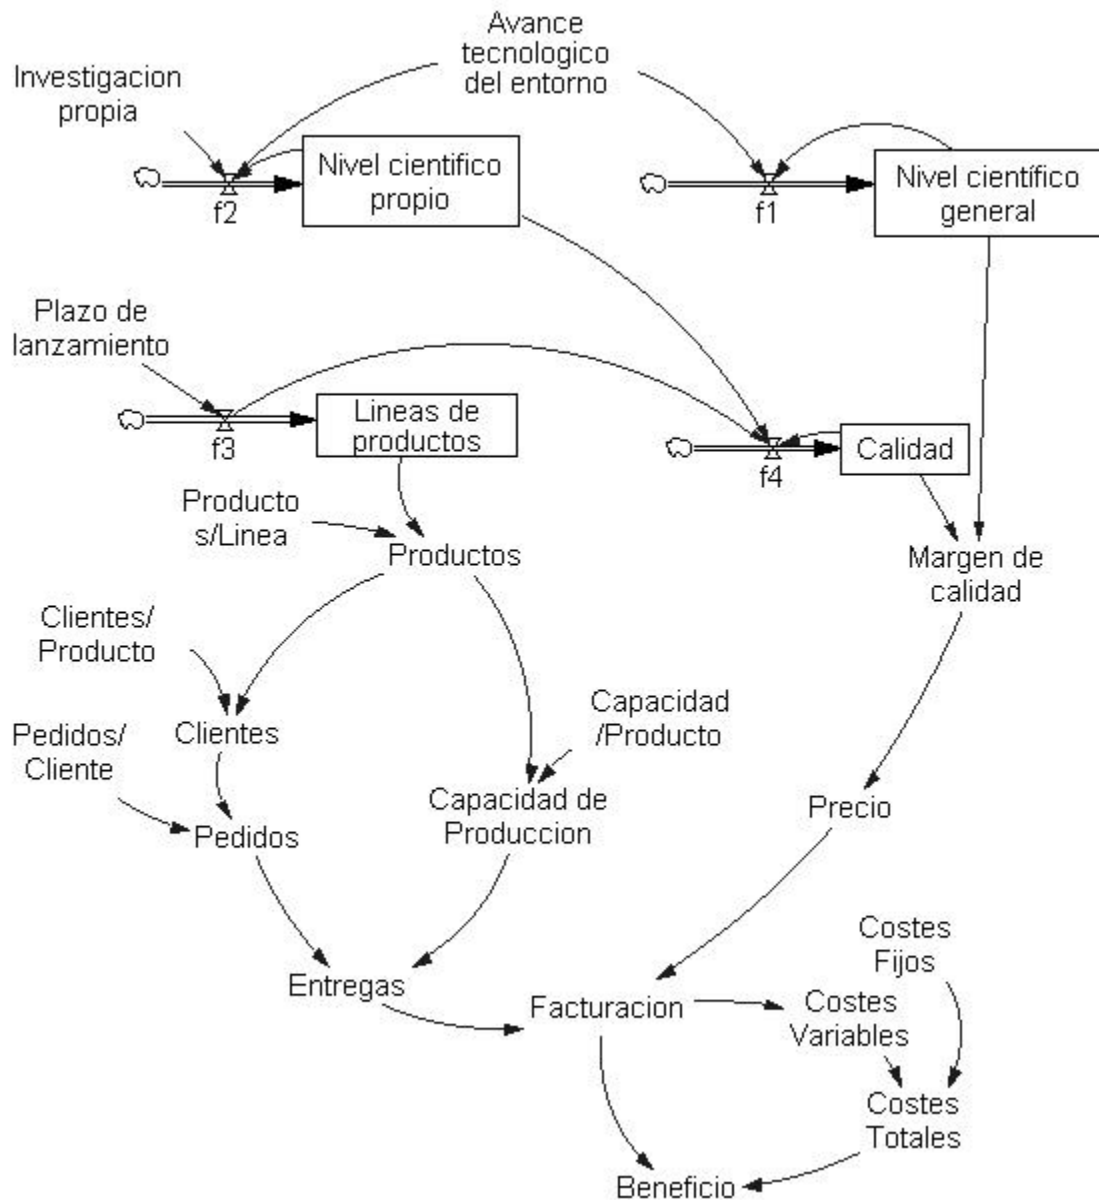 Avance
tecnologico
del entorno
Investigacion
propia
Nivel científico
propio
f2
Nivel científico
general
f1
Plazo de
lanzamiento
Lineas de
productos
f3
Calidad
f4
Producto
s/Linea
Productos
Margen de
calidad
Clientes/
Producto
Capacidad
/Producto
Pedidos/
Cliente
Clientes
Capacidad de
Produccion
Precio
Pedidos
Costes
Fijos
Entregas
Facturacion
Costes
Variables
Costes
Totales
Beneficio